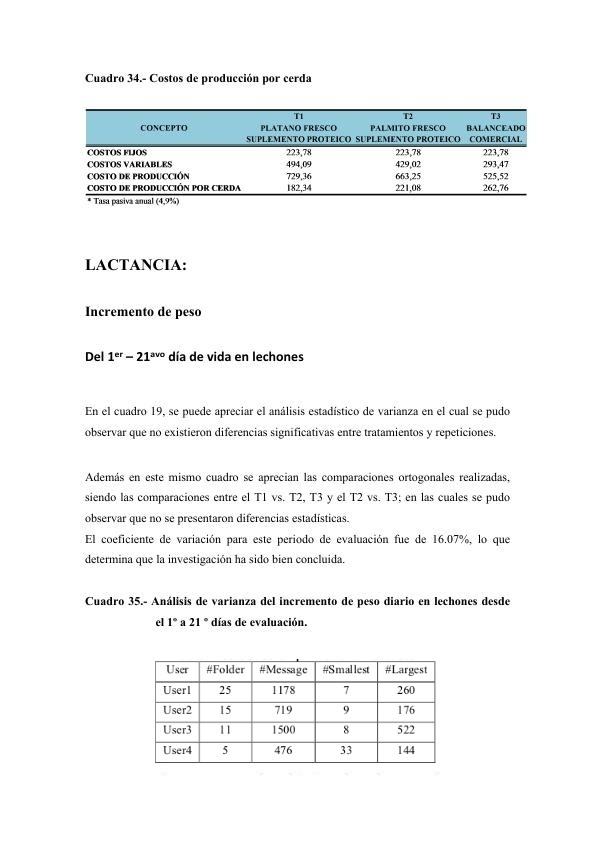 Cuadro 34.- Costos de producción por cerda
CONCEPTO T1 T2 T3
PLATANO FRESCO PALMITO FRESCO BALANCEADO
SUPLEMENTO PROTEICO SUPLEMENTO PROTEICO COMERCIAL
COSTOS FIJOS 223,78 223,78 223,78
COSTOS VARIABLES 494,09 429,02 293,47
COSTO DE PRODUCCIÓN 729,36 663,25 525,52
COSTO DE PRODUCCIÓN POR CERDA 182,34 221,08 262,76
* Tasa pasiva anual (4,9%)
LACTANCIA:
Incremento de peso
Del 1er – 21avo día de vida en lechones
En el cuadro 19, se puede apreciar el análisis estadístico de varianza en el cual se pudo
observar que no existieron diferencias significativas entre tratamientos y repeticiones.
Además en este mismo cuadro se aprecian las comparaciones ortogonales realizadas,
siendo las comparaciones entre el T1 vs. T2, T3 y el T2 vs. T3; en las cuales se pudo
observar que no se presentaron diferencias estadísticas.
El coeficiente de variación para este periodo de evaluación fue de 16.07%, lo que
determina que la investigación ha sido bien concluida.
Cuadro 35.- Análisis de varianza del incremento de peso diario en lechones desde
el 1º a 21 º días de evaluación.
User #Folder #Message #Smallest #Largest
User1 25 1178 7 260
User2 15 719 9 176
User3 11 1500 8 522
User4 5 476 33 144